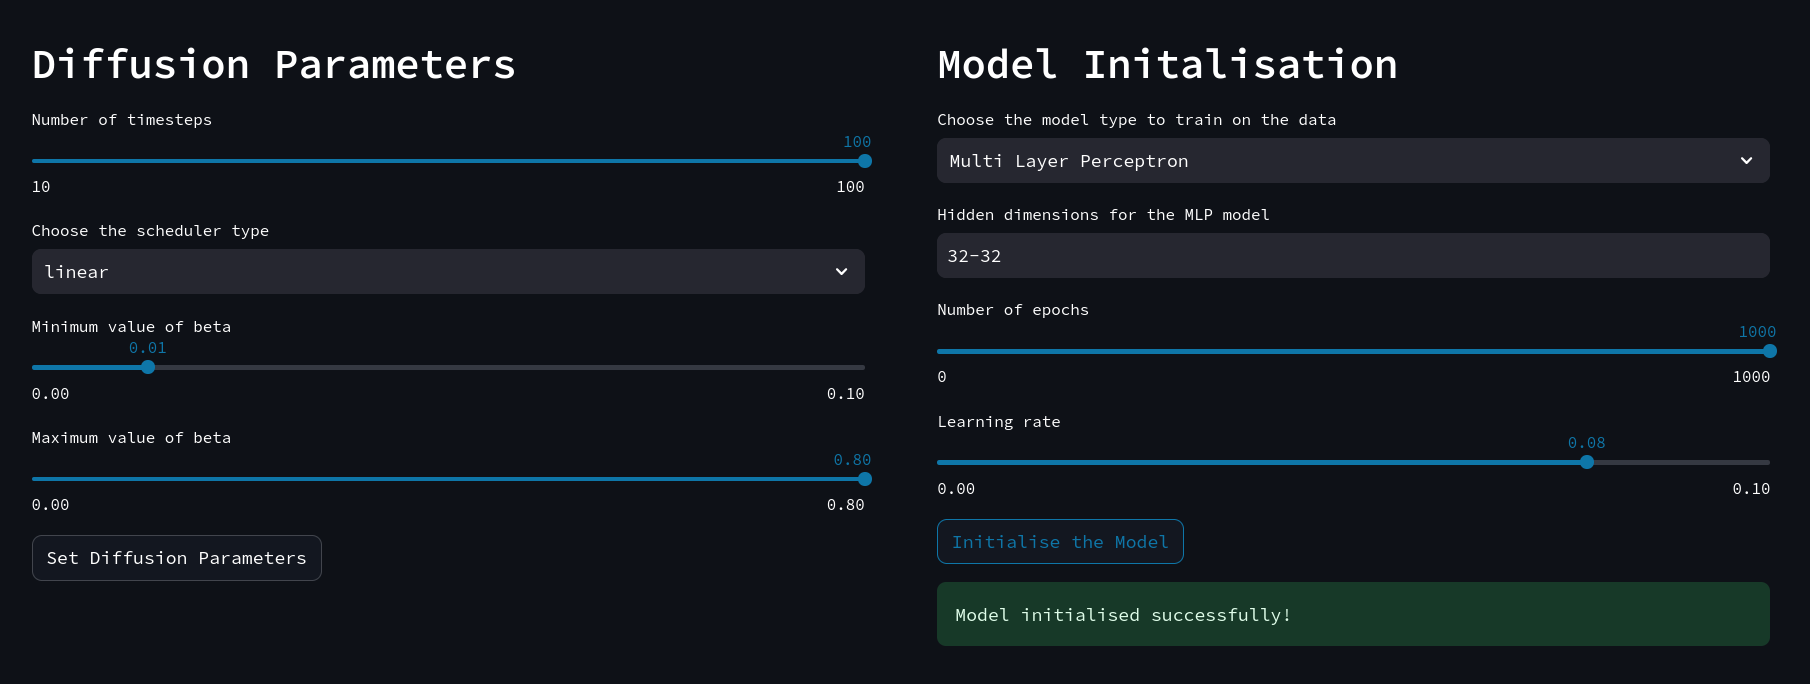 Diffusion Parameters
Number of timesteps
100
10 100
Choose the scheduler type
linear
Minimum value of beta
0.01
0.00 0.10
Maximum value of beta
0.80
0.00 0.80
Set Diffusion Parameters
Model Initalisation
Choose the model type to train on the data
Multi Layer Perceptron
Hidden dimensions for the MLP model
32-32
Number of epochs
1000
0 1000
Learning rate
0.08
0.00 0.10
Initialise the Model
Model initialised successfully!